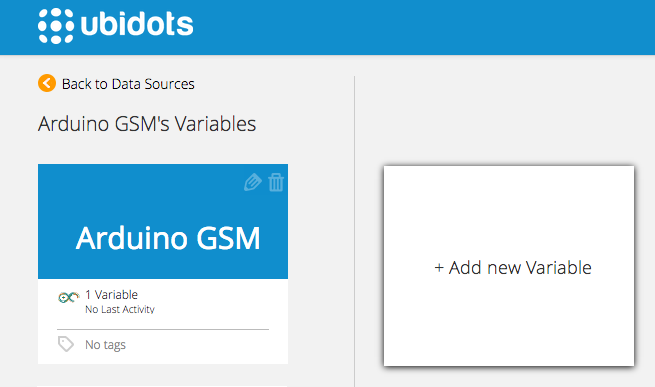 ubidots
Back to Data Sources
Arduino GSM's Variables
Arduino GSM
1 Variable
No Last Activity
No tags
+ Add new Variable